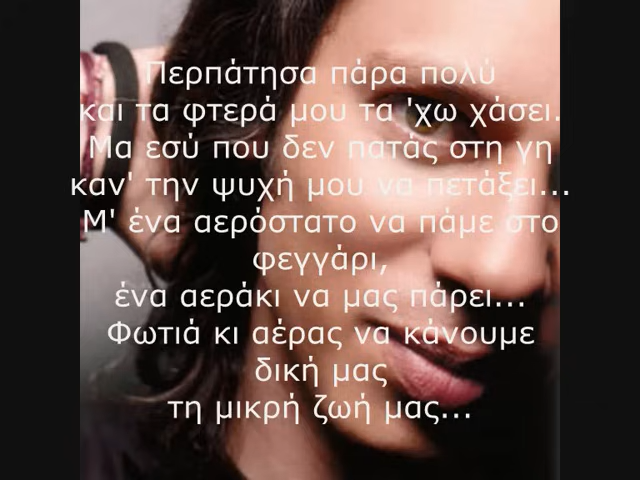 Περπάτησα πάρα πολύ
και τα φτερά μου τα 'χω χάσει.
Μα εσύ που δεν πατάς στη γη
καν' την ψυχή μου να πετάξει...
Μ' ένα αερόστατο να πάμε στο
φεγγάρι,
ένα αεράκι να μας πάρει...
Φωτιά κι αέρας να κάνουμε
δική μας
τη μικρή ζωή μας...